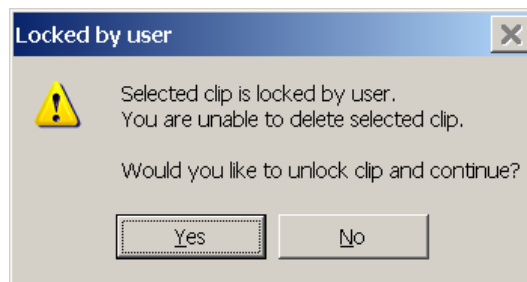 Locked by user
Selected clip is locked by user.
You are unable to delete selected clip.
Would you like to unlock clip and continue?
Yes
No